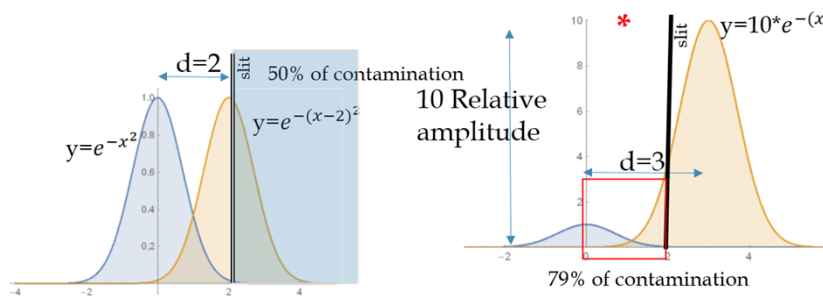 d=2
slit
50% of contamination
y=e^{-x^2}
y=e^{-(x-2)^2}
1.0
0.8
0.6
0.4
0.2
-4
-2
0
2
4
*
slit
y=10*e^{-(x
10 Relative
amplitude
d=3
10
8
6
4
2
-2
0
2
4
79% of contamination